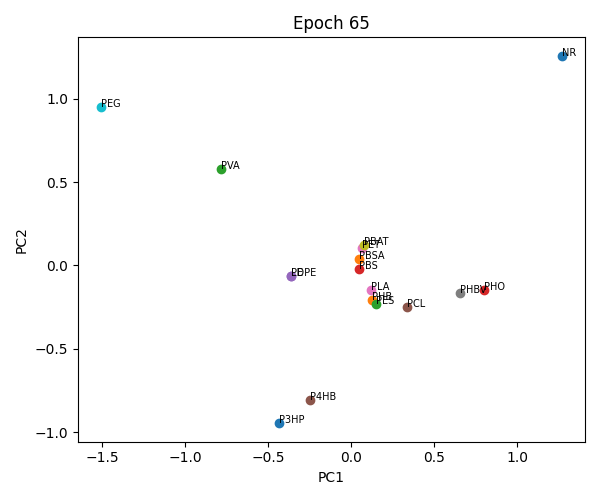 Epoch 65
NR
PEG
PVA
PBAT
PET
PBSA
PBS
LDPE
PLA
PHB
PES
PCL
PHBV
PHO
P4HB
P3HP
PC2
1.0
0.5
0.0
−0.5
−1.0
−1.5
−1.0
−0.5
0.0
0.5
1.0
PC1